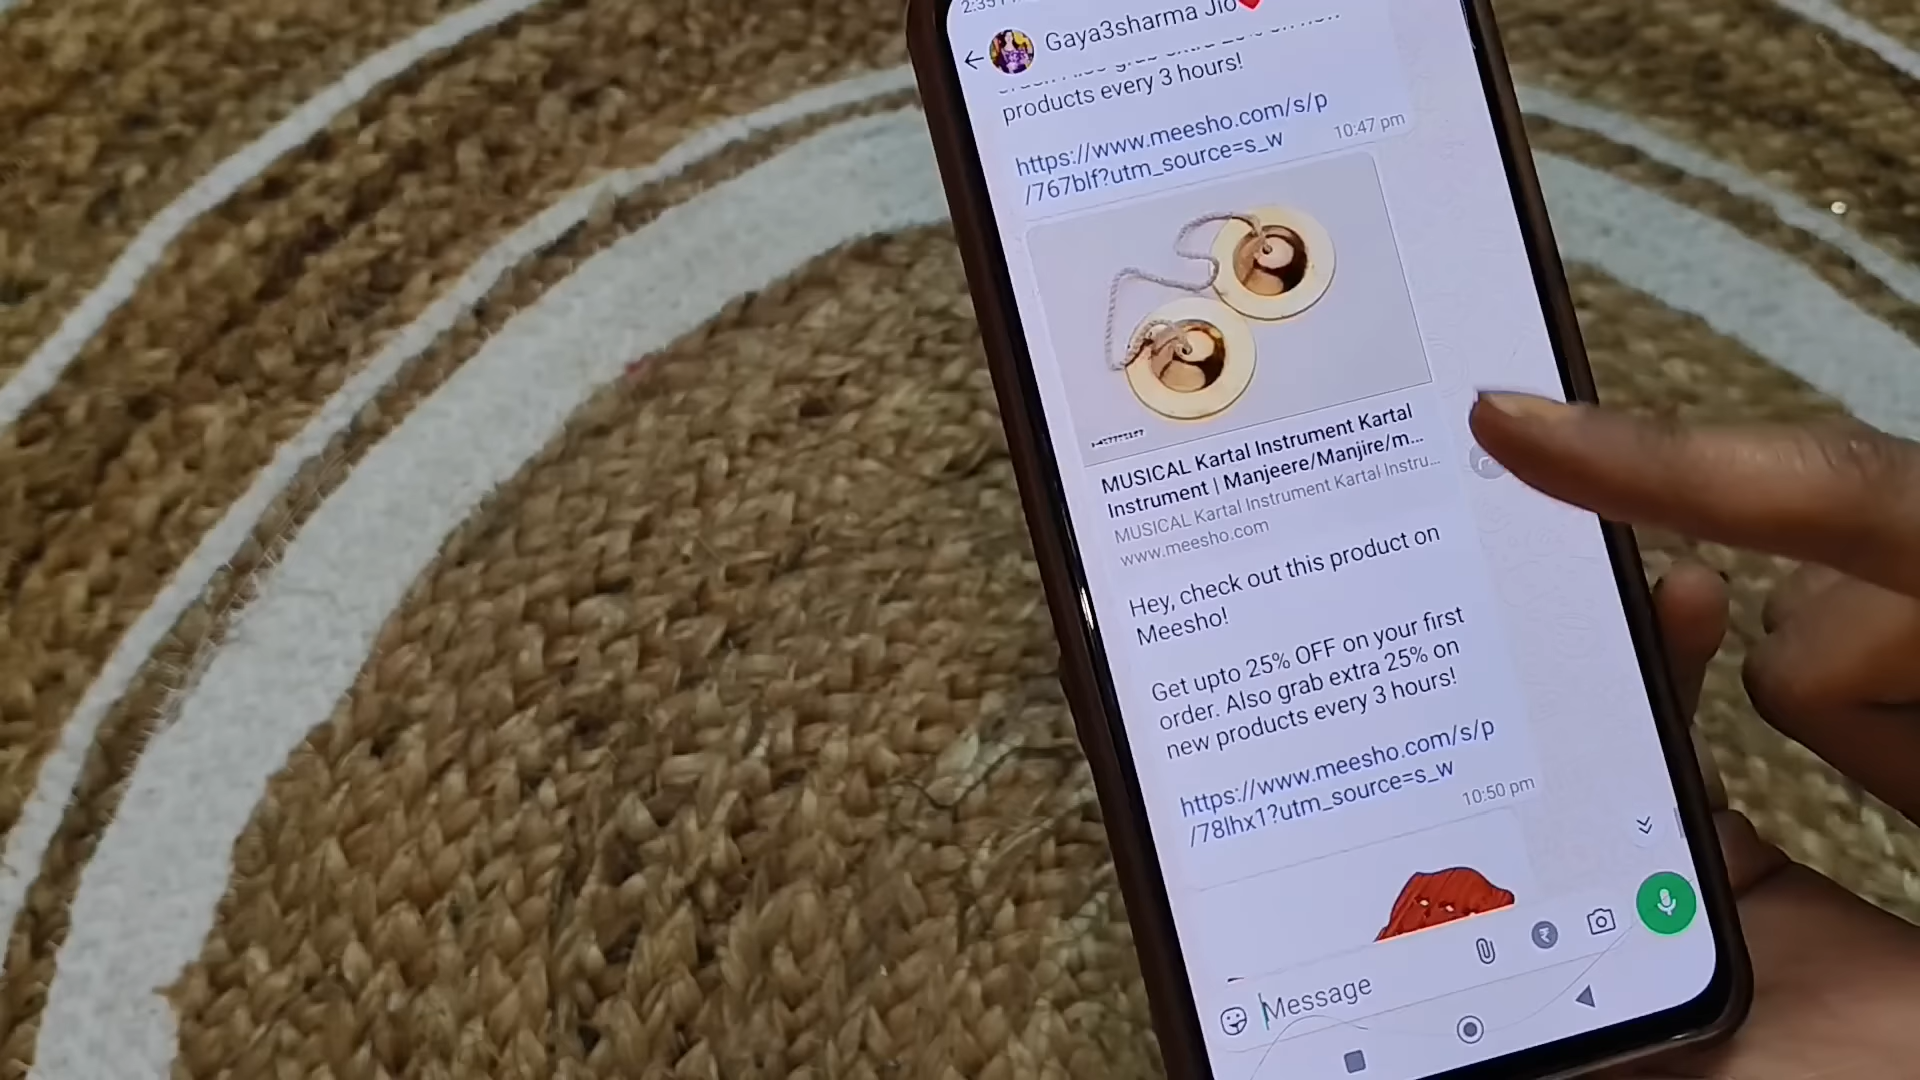 Gaya3sharma Jio
products every 3 hours!
https://www.meesho.com/s/p
/767blf?utm_source=s_w
10:47 pm
MUSICAL Kartal Instrument Kartal
Instrument | Manjeere/Manjire/m...
MUSICAL Kartal Instrument Kartal Instru...
www.meesho.com
Hey, check out this product on
Meesho!
Get upto 25% OFF on your first
order. Also grab extra 25% on
new products every 3 hours!
https://www.meesho.com/s/p
/78lhx1?utm_source=s_w
10:50 pm
Message